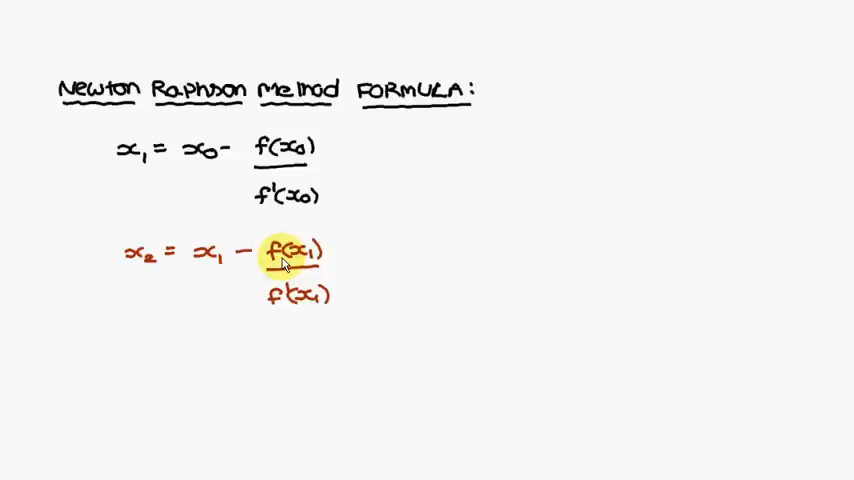 Newton Raphson Method FORMULA:
x₁ = x₀ - f(x₀)
f'(x₀)
x₂ = x₁ - f(x₁)
f'(x₁)